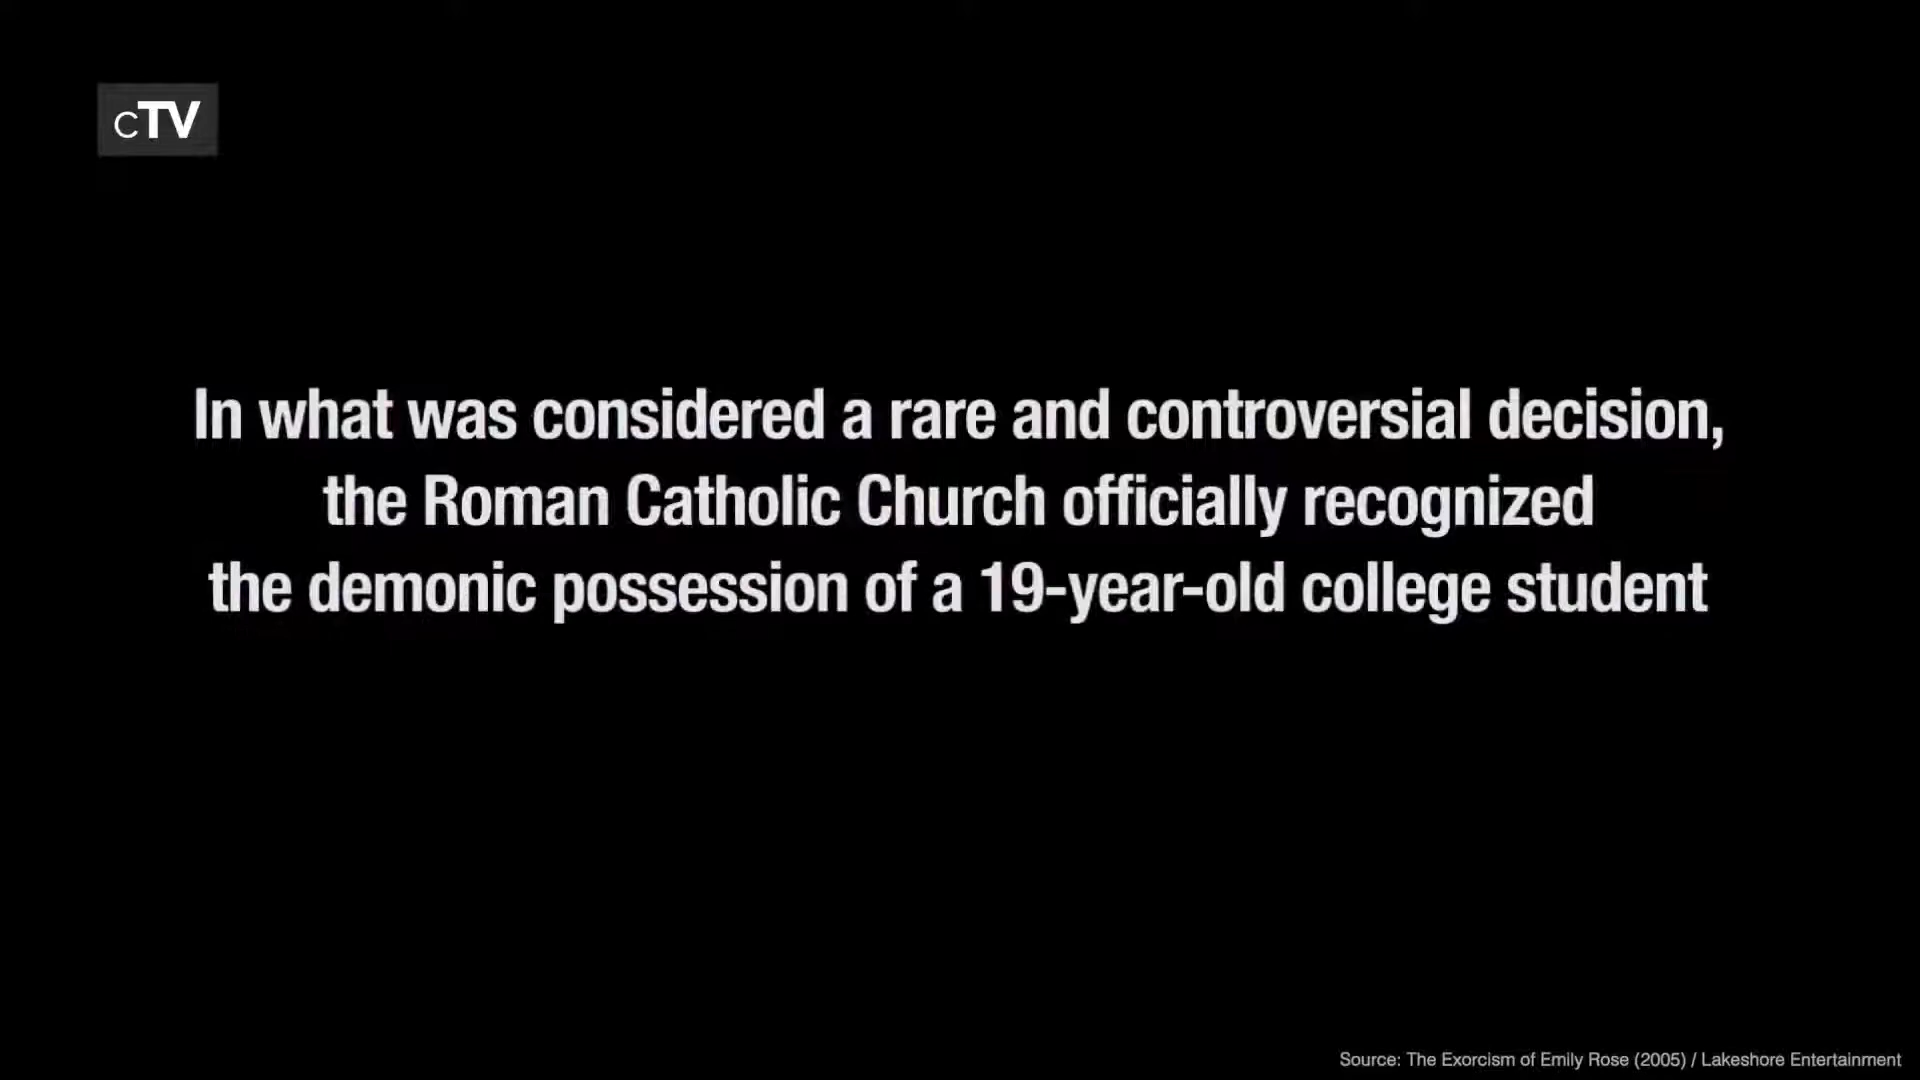 cTV
In what was considered a rare and controversial decision,
the Roman Catholic Church officially recognized
the demonic possession of a 19-year-old college student
Source: The Exorcism of Emily Rose (2005) / Lakeshore Entertainment